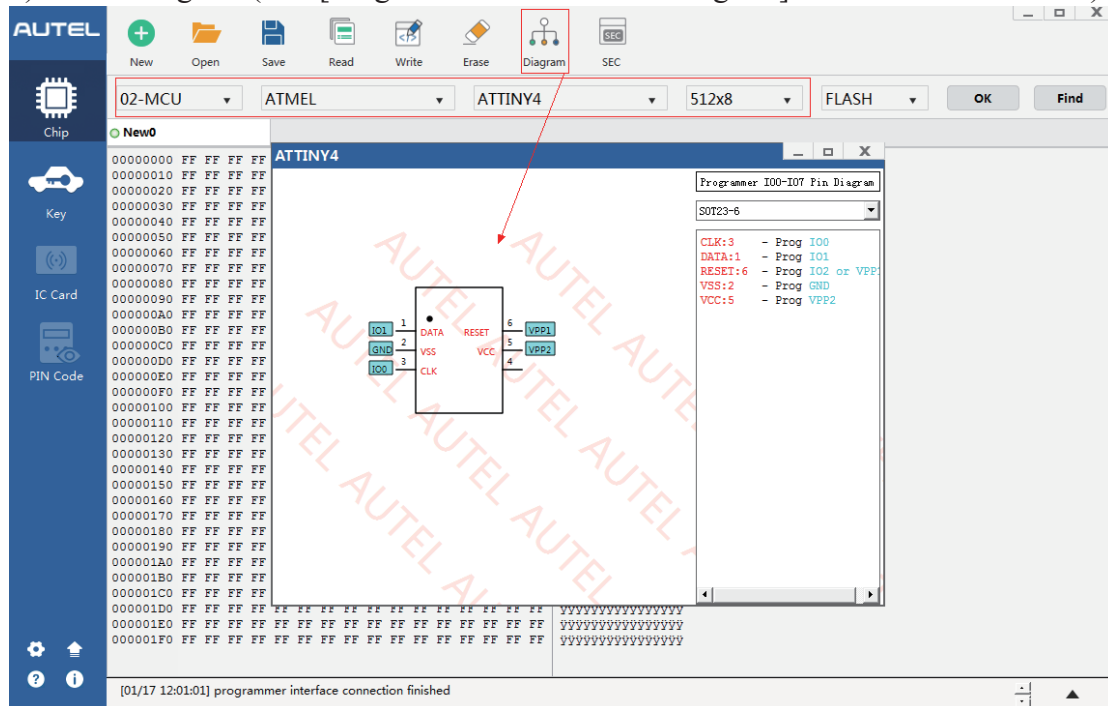 AUTEL
New Open Save Read Write Erase Diagram SEC
02-MCU ATMEL ATTINY4 512x8 FLASH OK Find
Chip
Key
IC Card
PIN Code
New0
ATTINY4
00000000 FF FF FF FF
00000010 FF FF FF FF
00000020 FF FF FF FF
00000030 FF FF FF FF
00000040 FF FF FF FF
00000050 FF FF FF FF
00000060 FF FF FF FF
00000070 FF FF FF FF
00000080 FF FF FF FF
00000090 FF FF FF FF
000000A0 FF FF FF FF
000000B0 FF FF FF FF
000000C0 FF FF FF FF
000000D0 FF FF FF FF
000000E0 FF FF FF FF
000000F0 FF FF FF FF
00000100 FF FF FF FF
00000110 FF FF FF FF
00000120 FF FF FF FF
00000130 FF FF FF FF
00000140 FF FF FF FF
00000150 FF FF FF FF
00000160 FF FF FF FF
00000170 FF FF FF FF
00000180 FF FF FF FF
00000190 FF FF FF FF
000001A0 FF FF FF FF
000001B0 FF FF FF FF
000001C0 FF FF FF FF
000001D0 FF FF FF FF FF FF FF FF FF FF FF FF FF FF FF FF ÿÿÿÿÿÿÿÿÿÿÿÿÿÿÿÿ
000001E0 FF FF FF FF FF FF FF FF FF FF FF FF FF FF FF FF ÿÿÿÿÿÿÿÿÿÿÿÿÿÿÿÿ
000001F0 FF FF FF FF FF FF FF FF FF FF FF FF FF FF FF FF ÿÿÿÿÿÿÿÿÿÿÿÿÿÿÿÿ
IO1 1 DATA RESET 6 VPP1
GND 2 VSS VCC 5 VPP2
IO0 3 CLK 4
Programmer IO0-IO7 Pin Diagram
SOT23-6
CLK:3 - Prog IO0
DATA:1 - Prog IO1
RESET:6 - Prog IO2 or VPP1
VSS:2 - Prog GND
VCC:5 - Prog VPP2
AUTEL AUTEL
AUTEL AUTEL AUTEL
AUTEL AUTEL AUTEL
AUTEL AUTEL
[01/17 12:01:01] programmer interface connection finished